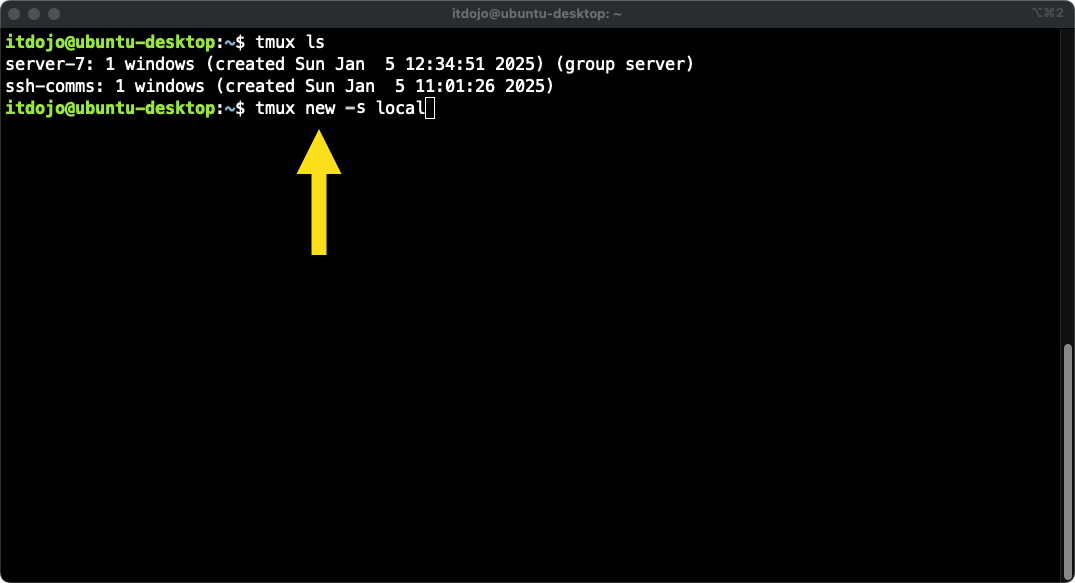 itdojo@ubuntu-desktop: ~
⌥⌘2
itdojo@ubuntu-desktop:~$ tmux ls
server-7: 1 windows (created Sun Jan  5 12:34:51 2025) (group server)
ssh-comms: 1 windows (created Sun Jan  5 11:01:26 2025)
itdojo@ubuntu-desktop:~$ tmux new -s local